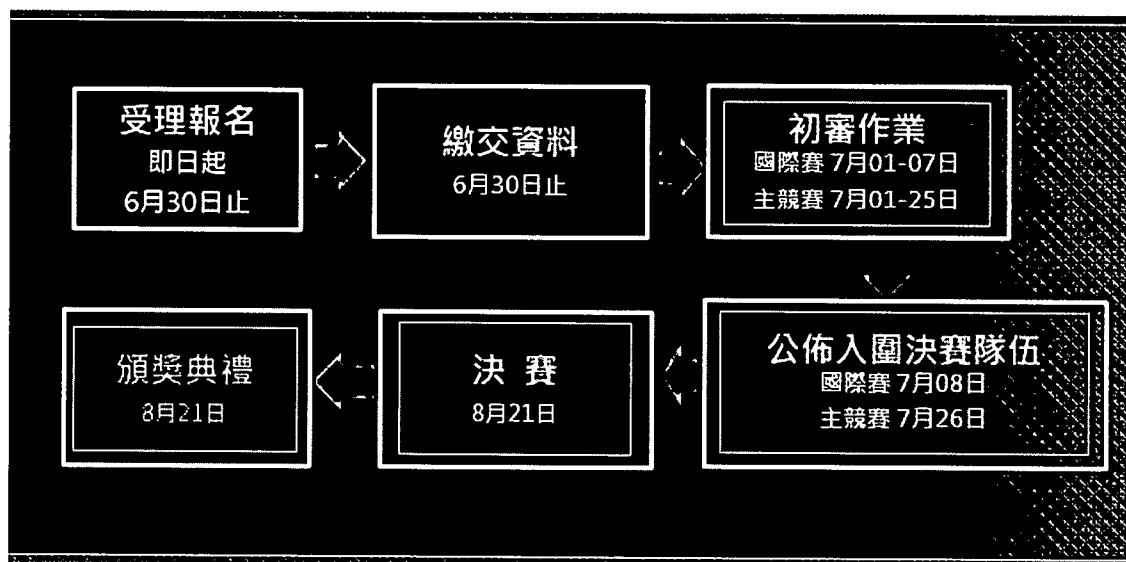 受理報名
即日起
6月30日止
繳交資料
6月30日止
初審作業
國際賽 7月01-07日
主競賽 7月01-25日
公佈入圍決賽隊伍
國際賽 7月08日
主競賽 7月26日
決 賽
8月21日
頒獎典禮
8月21日